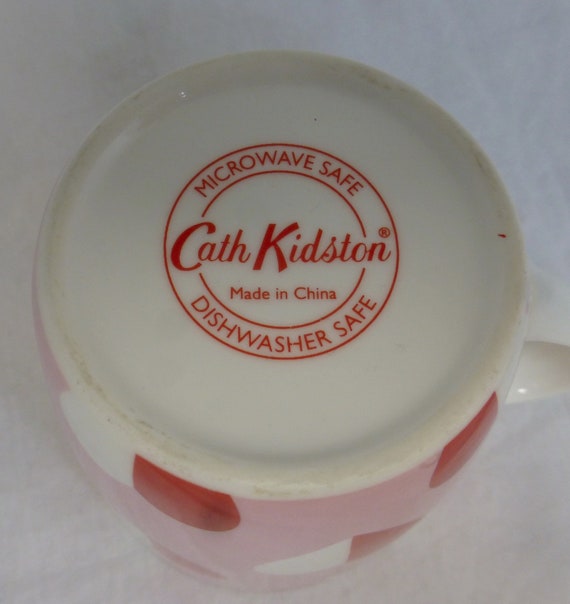 MICROWAVE SAFE
Cath Kidston®
Made in China
DISHWASHER SAFE